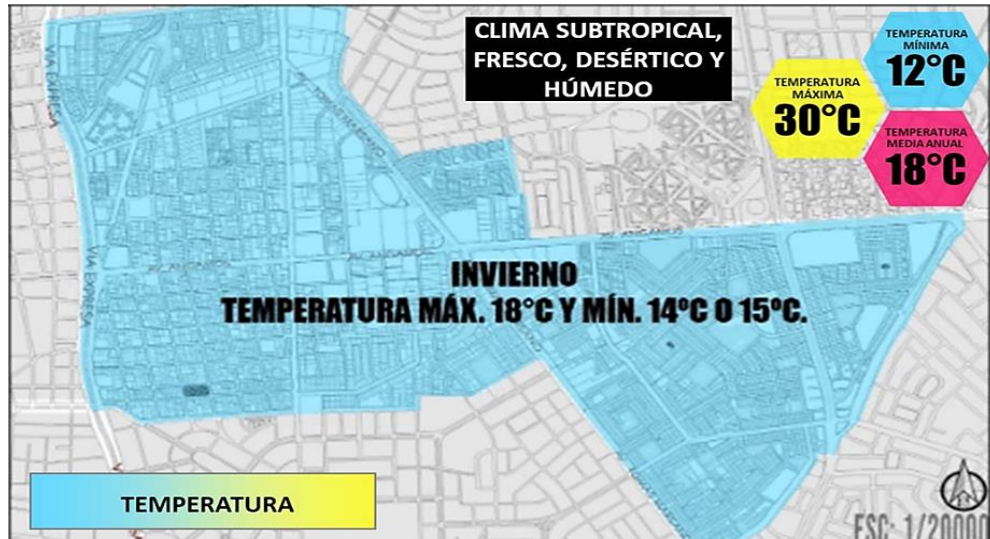 CLIMA SUBTROPICAL,
FRESCO, DESÉRTICO Y
HÚMEDO
TEMPERATURA
MÍNIMA
12°C
TEMPERATURA
MÁXIMA
30°C
TEMPERATURA
MEDIA ANUAL
18°C
VIA EXPRESA
VIA EXPRESA
INVIERNO
TEMPERATURA MÁX. 18°C Y MÍN. 14ºC O 15ºC.
TEMPERATURA
ESC: 1/20000